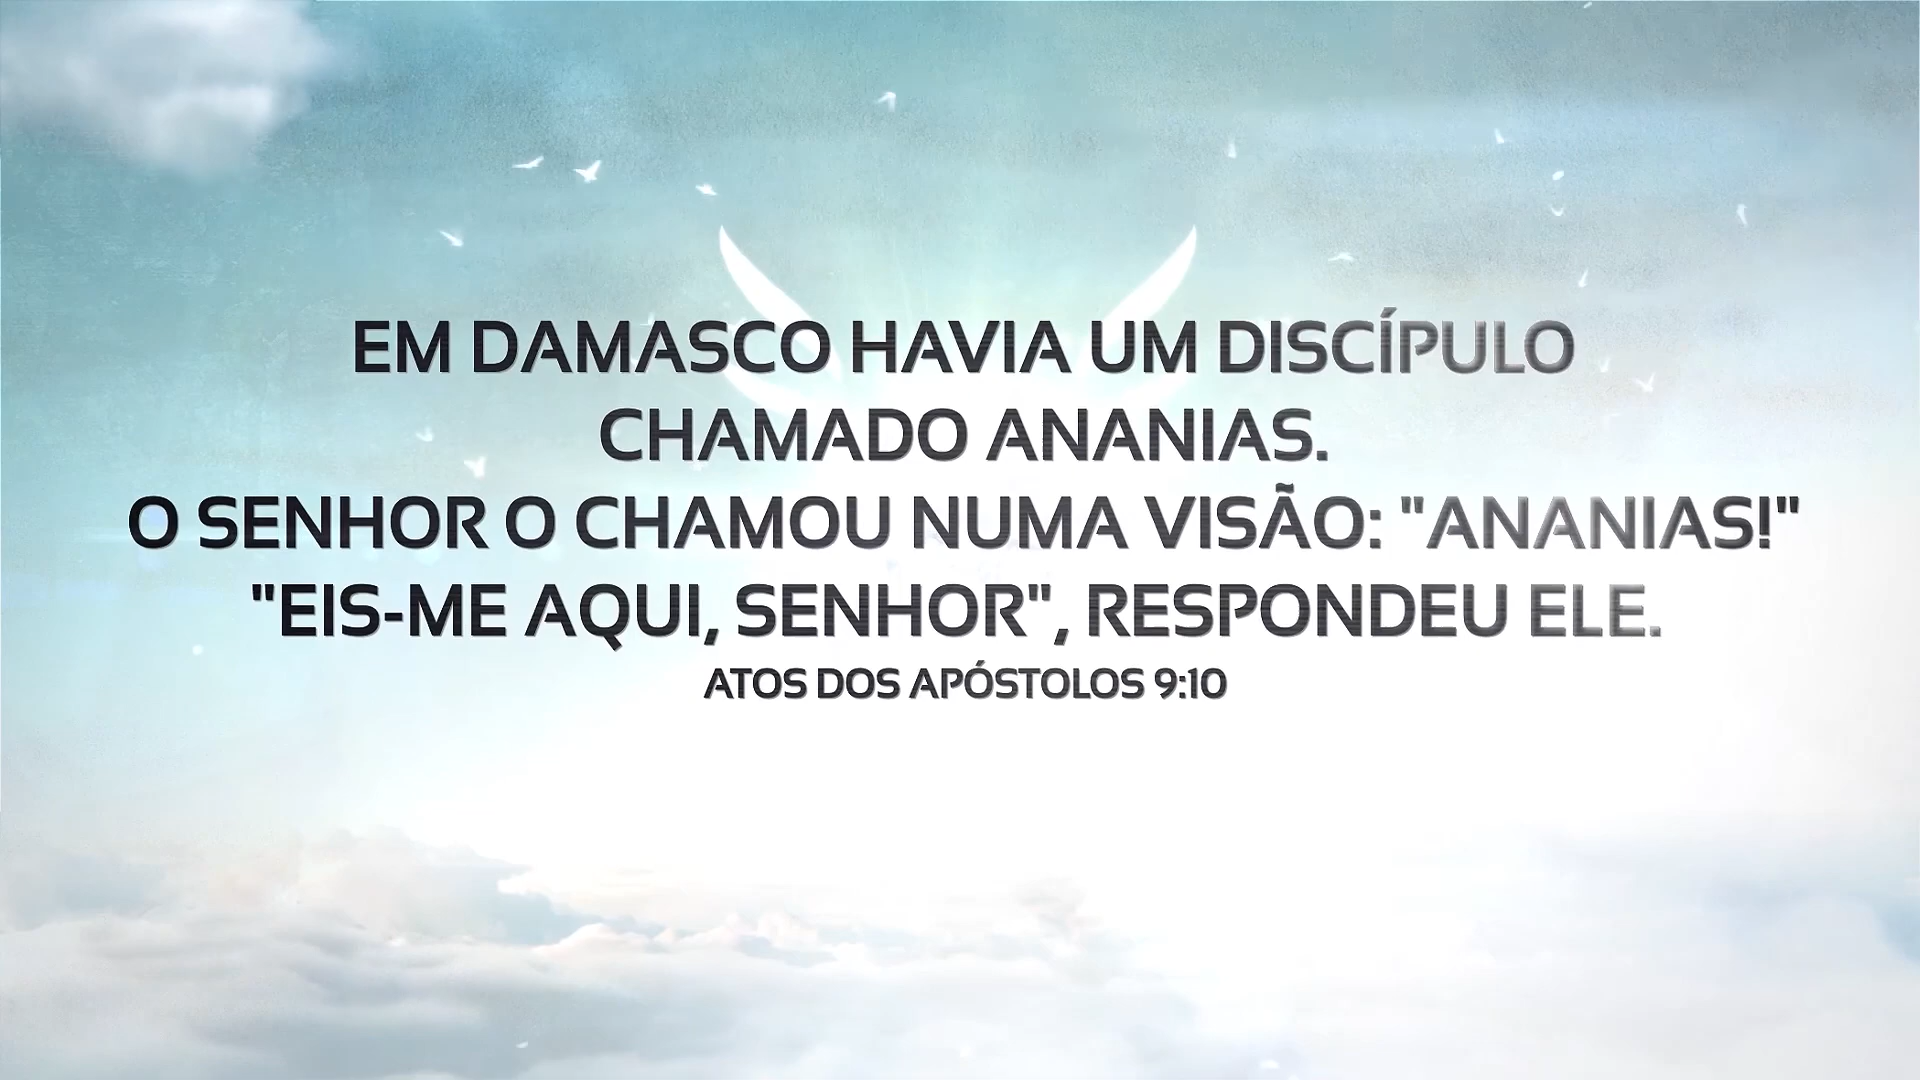 EM DAMASCO HAVIA UM DISCÍPULO
CHAMADO ANANIAS.
O SENHOR O CHAMOU NUMA VISÃO: "ANANIAS!"
"EIS-ME AQUI, SENHOR", RESPONDEU ELE.
ATOS DOS APÓSTOLOS 9:10